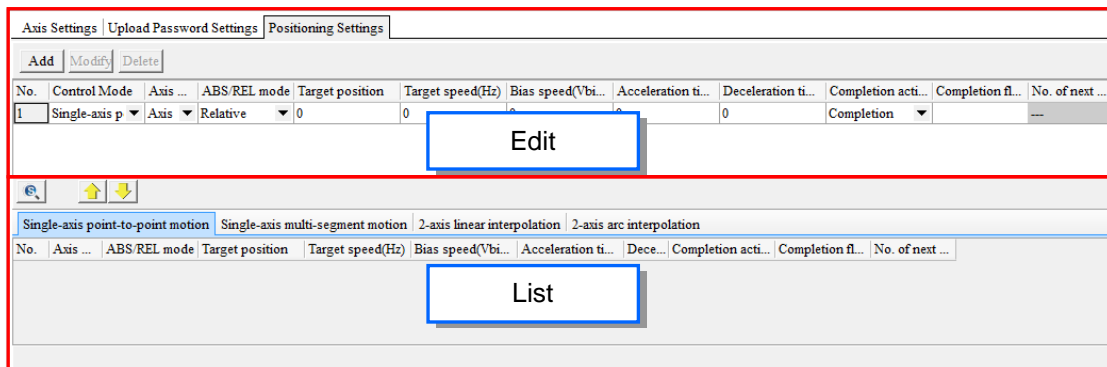 Axis Settings Upload Password Settings Positioning Settings
Add Modify Delete
No. Control Mode Axis ... ABS/REL mode Target position Target speed(Hz) Bias speed(Vbi... Acceleration ti... Deceleration ti... Completion acti... Completion fl... No. of next ...
1 Single-axis p Axis Relative 0 0 0 Completion ---
Edit
Single-axis point-to-point motion Single-axis multi-segment motion 2-axis linear interpolation 2-axis arc interpolation
No. Axis ... ABS/REL mode Target position Target speed(Hz) Bias speed(Vbi... Acceleration ti... Dece... Completion acti... Completion fl... No. of next ...
List